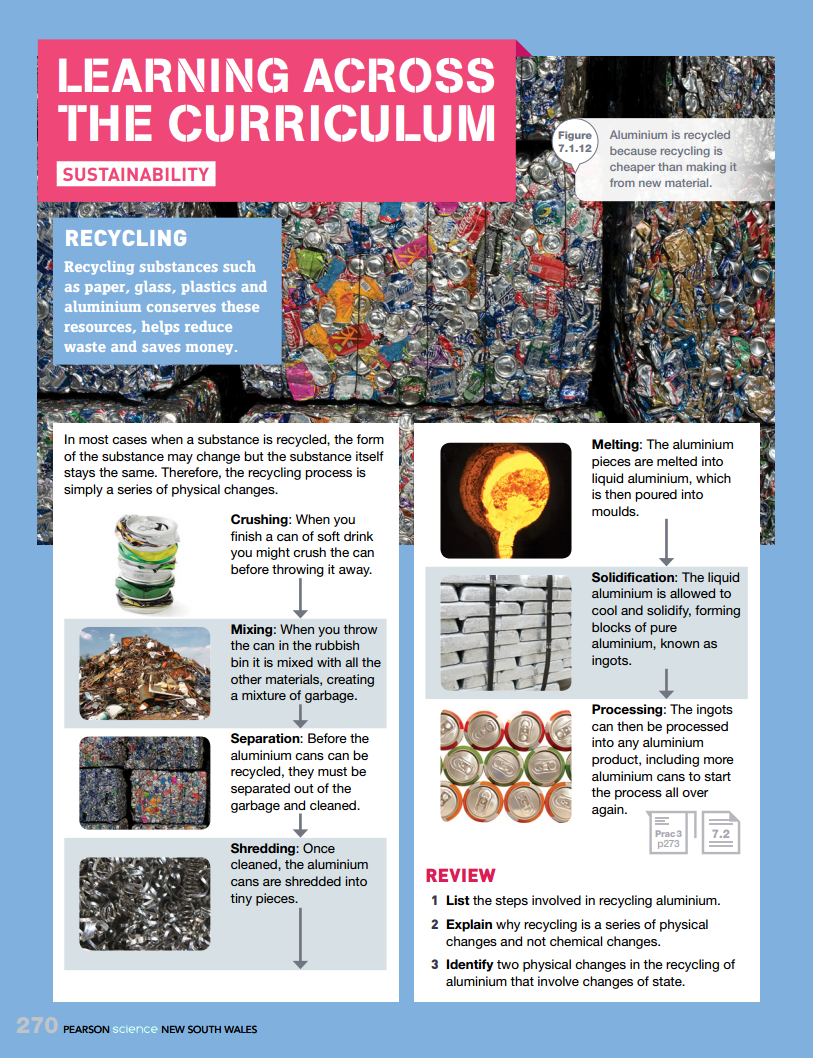 LEARNING ACROSS
THE CURRICULUM
SUSTAINABILITY
Figure
7.1.12
Aluminium is recycled
because recycling is
cheaper than making it
from new material.
RECYCLING
Recycling substances such
as paper, glass, plastics and
aluminium conserves these
resources, helps reduce
waste and saves money.
In most cases when a substance is recycled, the form
of the substance may change but the substance itself
stays the same. Therefore, the recycling process is
simply a series of physical changes.
Crushing: When you
finish a can of soft drink
you might crush the can
before throwing it away.
Mixing: When you throw
the can in the rubbish
bin it is mixed with all the
other materials, creating
a mixture of garbage.
Separation: Before the
aluminium cans can be
recycled, they must be
separated out of the
garbage and cleaned.
Shredding: Once
cleaned, the aluminium
cans are shredded into
tiny pieces.
Melting: The aluminium
pieces are melted into
liquid aluminium, which
is then poured into
moulds.
Solidification: The liquid
aluminium is allowed to
cool and solidify, forming
blocks of pure
aluminium, known as
ingots.
Processing: The ingots
can then be processed
into any aluminium
product, including more
aluminium cans to start
the process all over
again.
Prac 3
p273
7.2
REVIEW
1 List the steps involved in recycling aluminium.
2 Explain why recycling is a series of physical
changes and not chemical changes.
3 Identify two physical changes in the recycling of
aluminium that involve changes of state.
270 PEARSON science NEW SOUTH WALES